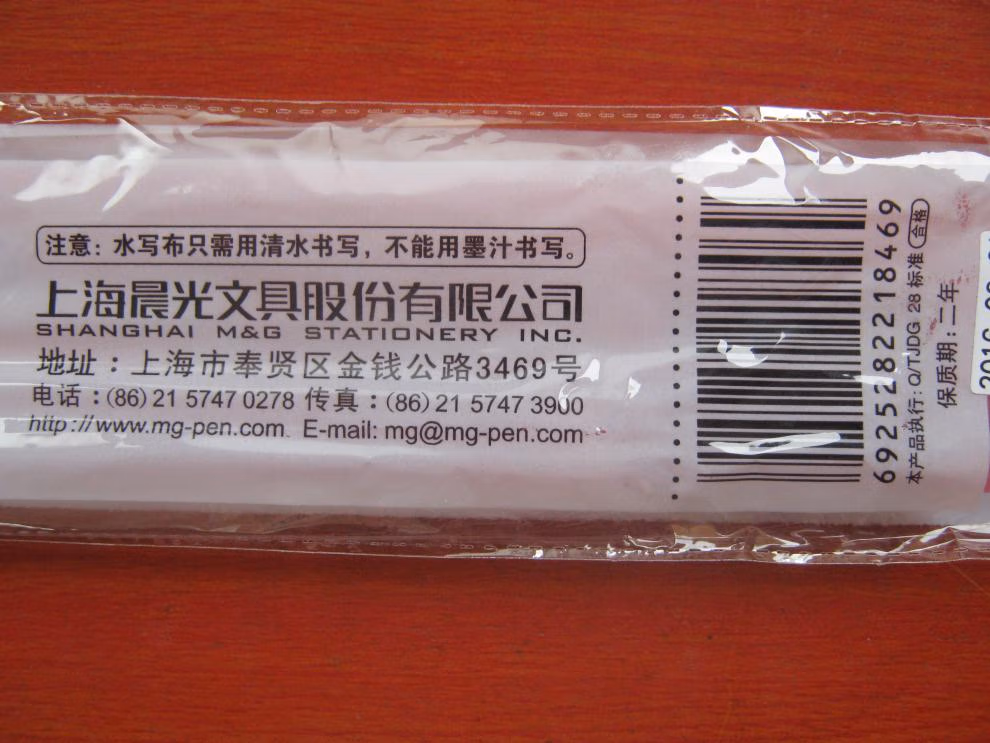 注意：水写布只需用清水书写，不能用墨汁书写。
上海晨光文具股份有限公司
SHANGHAI M&G STATIONERY INC.
地址：上海市奉贤区金钱公路3469号
电话：(86) 21 5747 0278 传真：(86) 21 5747 3900
http://www.mg-pen.com E-mail: mg@mg-pen.com
6925282218469
本产品执行：Q/TJDG 28 标准 合格
保质期：二年